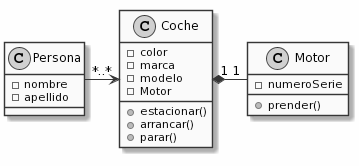 C Persona
nombre
apellido
*..*
C Coche
color
marca
modelo
Motor
estacionar()
arrancar()
parar()
1 1
C Motor
numeroSerie
prender()